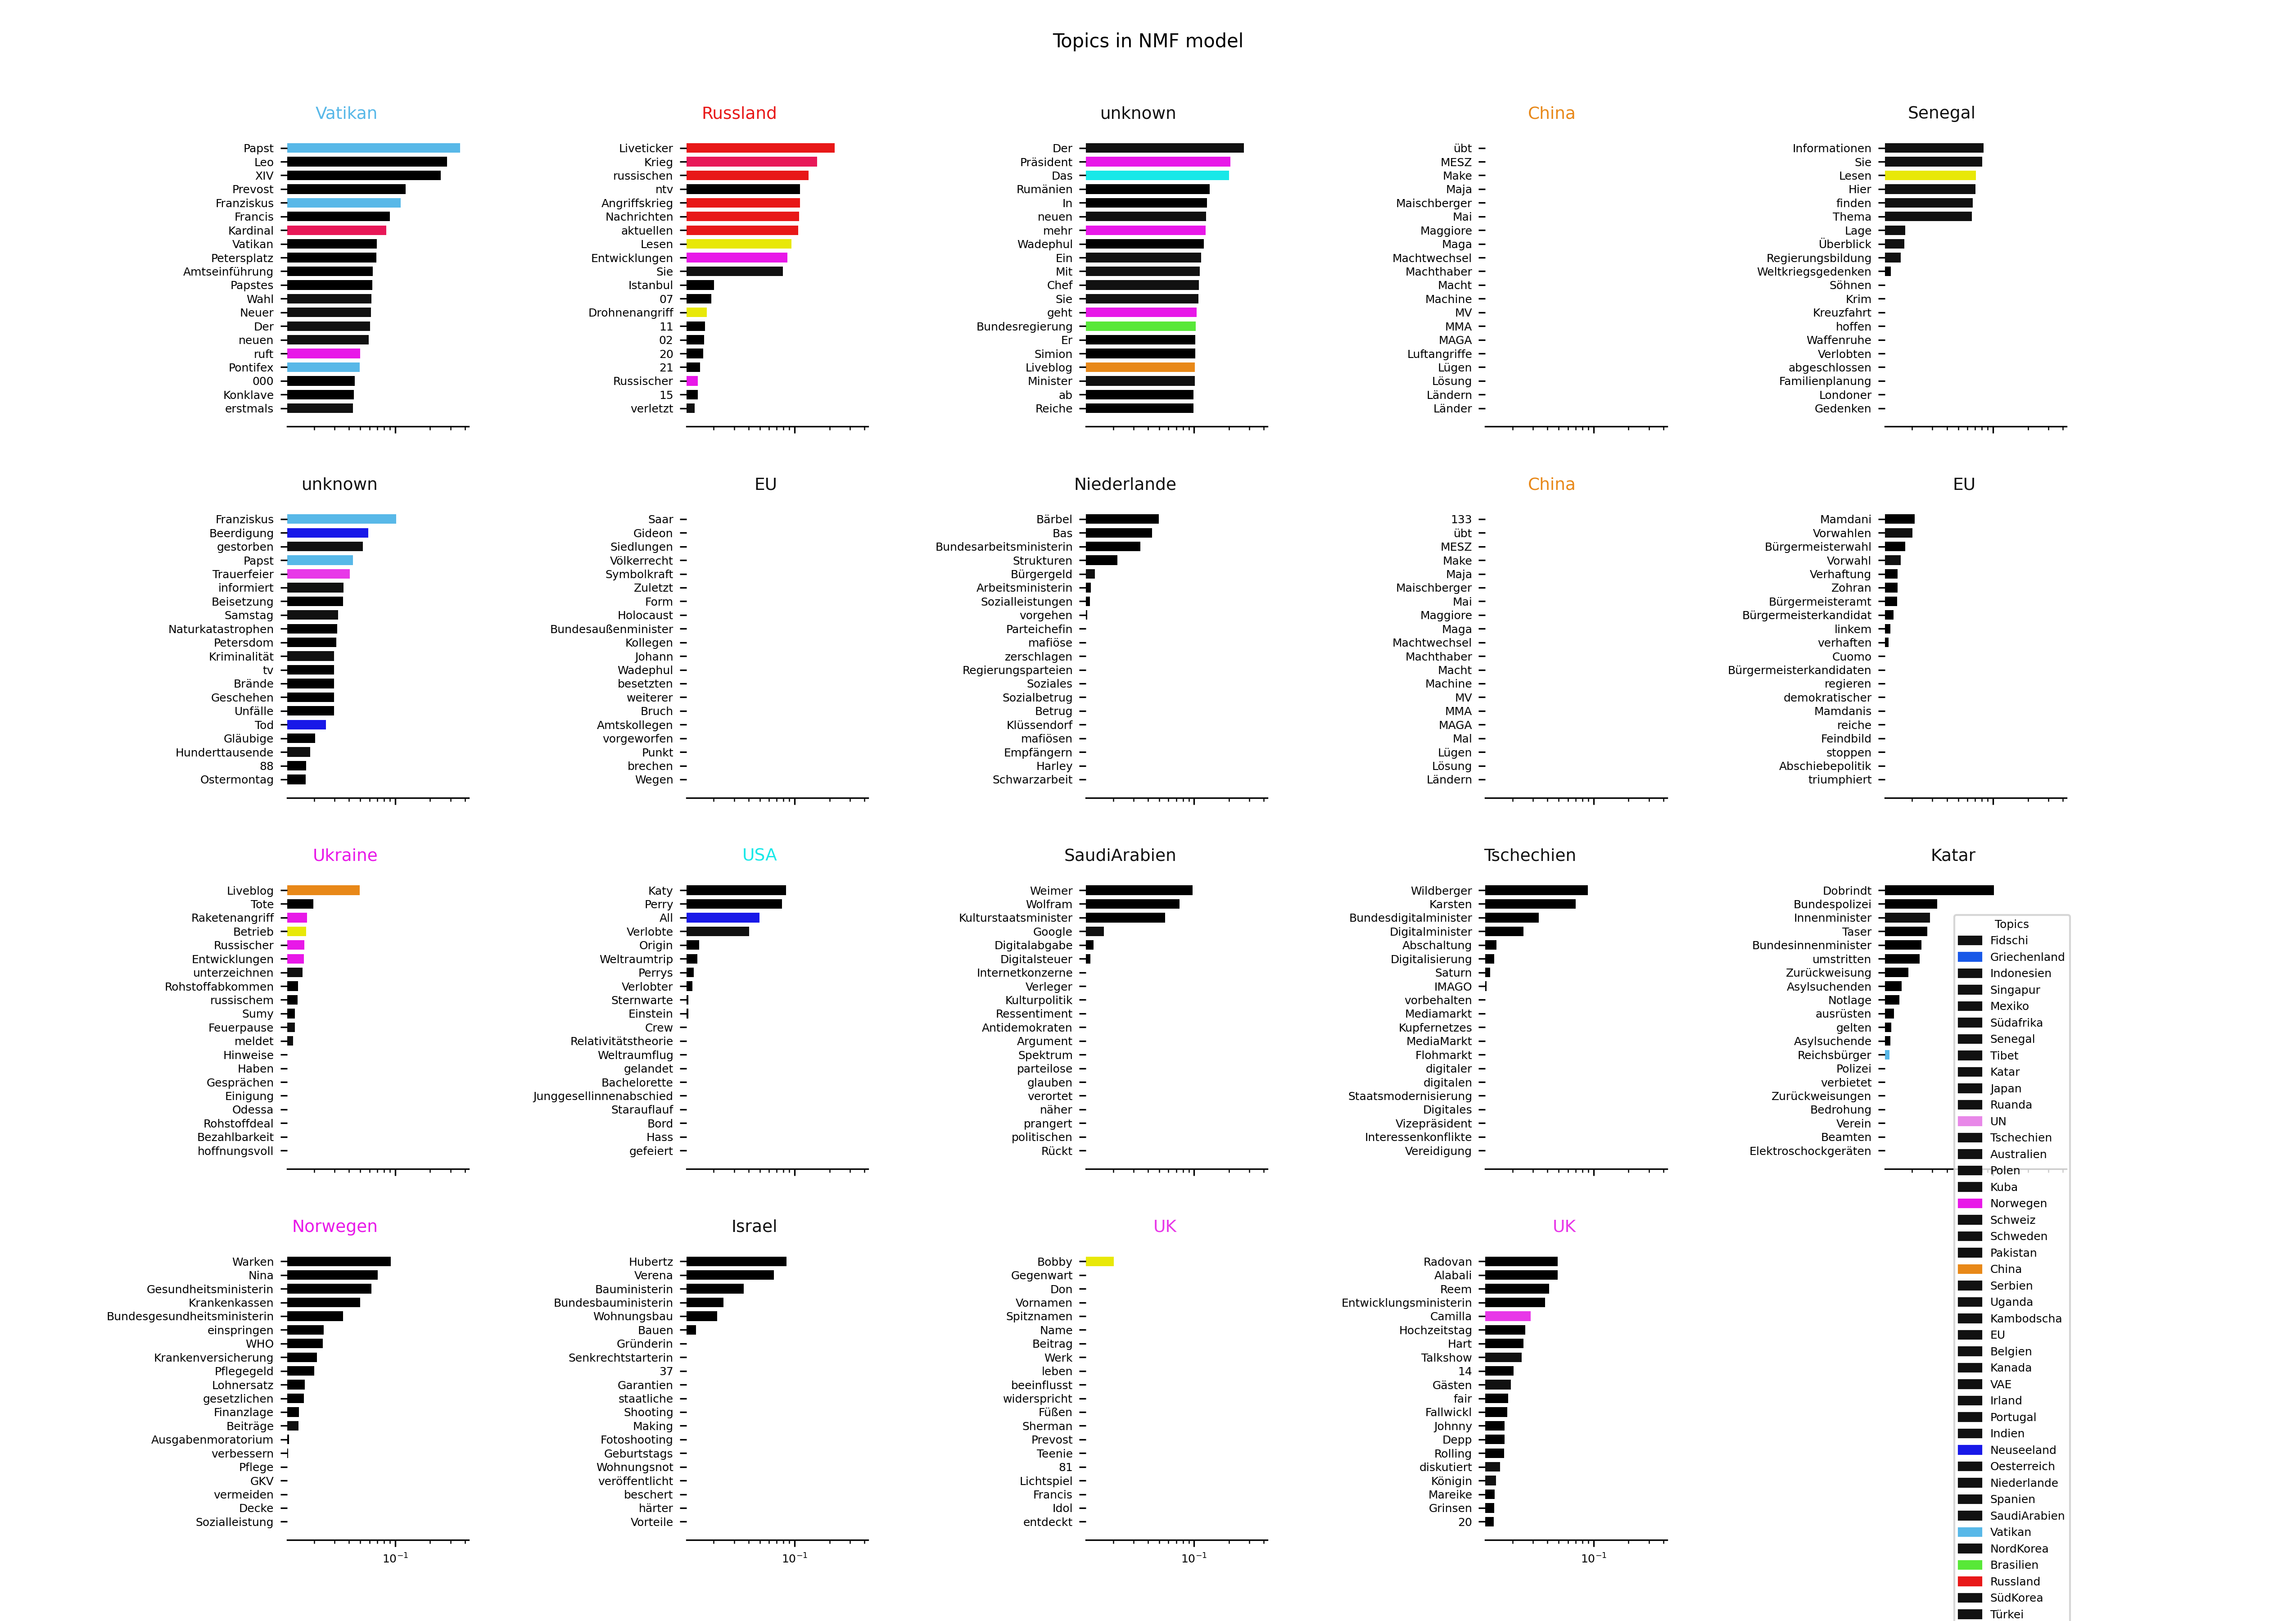 Topics in NMF model
Vatikan
Papst
Leo
XIV
Prevost
Franziskus
Francis
Kardinal
Vatikan
Petersplatz
Amtseinführung
Papstes
Wahl
Neuer
Der
neuen
ruft
Pontifex
000
Konklave
erstmals
Russland
Liveticker
Krieg
russischen
ntv
Angriffskrieg
Nachrichten
aktuellen
Lesen
Entwicklungen
Sie
Istanbul
07
Drohnenangriff
11
02
20
21
Russischer
15
verletzt
unknown
Der
Präsident
Das
Rumänien
In
neuen
mehr
Wadephul
Ein
Mit
Chef
Sie
geht
Bundesregierung
Er
Simion
Liveblog
Minister
ab
Reiche
China
übt
MESZ
Make
Maja
Maischberger
Mai
Maggiore
Maga
Machtwechsel
Machthaber
Macht
Machine
MV
MMA
MAGA
Luftangriffe
Lügen
Lösung
Ländern
Länder
Senegal
Informationen
Sie
Lesen
Hier
finden
Thema
Lage
Überblick
Regierungsbildung
Weltkriegsgedenken
Söhnen
Krim
Kreuzfahrt
hoffen
Waffenruhe
Verlobten
abgeschlossen
Familienplanung
Londoner
Gedenken
unknown
Franziskus
Beerdigung
gestorben
Papst
Trauerfeier
informiert
Beisetzung
Samstag
Naturkatastrophen
Petersdom
Kriminalität
tv
Brände
Geschehen
Unfälle
Tod
Gläubige
Hunderttausende
88
Ostermontag
EU
Saar
Gideon
Siedlungen
Völkerrecht
Symbolkraft
Zuletzt
Form
Holocaust
Bundesaußenminister
Kollegen
Johann
Wadephul
besetzten
weiterer
Bruch
Amtskollegen
vorgeworfen
Punkt
brechen
Wegen
Niederlande
Bärbel
Bas
Bundesarbeitsministerin
Strukturen
Bürgergeld
Arbeitsministerin
Sozialleistungen
vorgehen
Parteichefin
mafiöse
zerschlagen
Regierungsparteien
Soziales
Sozialbetrug
Betrug
Klüssendorf
mafiösen
Empfängern
Harley
Schwarzarbeit
China
133
übt
MESZ
Make
Maja
Maischberger
Mai
Maggiore
Maga
Machtwechsel
Machthaber
Macht
Machine
MV
MMA
MAGA
Mal
Lügen
Lösung
Ländern
EU
Mamdani
Vorwahlen
Bürgermeisterwahl
Vorwahl
Verhaftung
Zohran
Bürgermeisteramt
Bürgermeisterkandidat
linkem
verhaften
Cuomo
Bürgermeisterkandidaten
regieren
demokratischer
Mamdanis
reiche
Feindbild
stoppen
Abschiebepolitik
triumphiert
Ukraine
Liveblog
Tote
Raketenangriff
Betrieb
Russischer
Entwicklungen
unterzeichnen
Rohstoffabkommen
russischem
Sumy
Feuerpause
meldet
Hinweise
Haben
Gesprächen
Einigung
Odessa
Rohstoffdeal
Bezahlbarkeit
hoffnungsvoll
USA
Katy
Perry
All
Verlobte
Origin
Weltraumtrip
Perrys
Verlobter
Sternwarte
Einstein
Crew
Relativitätstheorie
Weltraumflug
gelandet
Bachelorette
Junggesellinnenabschied
Starauflauf
Bord
Hass
gefeiert
SaudiArabien
Weimer
Wolfram
Kulturstaatsminister
Google
Digitalabgabe
Digitalsteuer
Internetkonzerne
Verleger
Kulturpolitik
Ressentiment
Antidemokraten
Argument
Spektrum
parteilose
glauben
verortet
näher
prangert
politischen
Rückt
Tschechien
Wildberger
Karsten
Bundesdigitalminister
Digitalminister
Abschaltung
Digitalisierung
Saturn
IMAGO
vorbehalten
Mediamarkt
Kupfernetzes
MediaMarkt
Flohmarkt
digitaler
digitalen
Staatsmodernisierung
Digitales
Vizepräsident
Interessenkonflikte
Vereidigung
Katar
Dobrindt
Bundespolizei
Innenminister
Taser
Bundesinnenminister
umstritten
Zurückweisung
Asylsuchenden
Notlage
ausrüsten
gelten
Asylsuchende
Reichsbürger
Polizei
verbietet
Zurückweisungen
Bedrohung
Verein
Beamten
Elektroschockgeräten
Norwegen
Warken
Nina
Gesundheitsministerin
Krankenkassen
Bundesgesundheitsministerin
einspringen
WHO
Krankenversicherung
Pflegegeld
Lohnersatz
gesetzlichen
Finanzlage
Beiträge
Ausgabenmoratorium
verbessern
Pflege
GKV
vermeiden
Decke
Sozialleistung
10⁻¹
Israel
Hubertz
Verena
Bauministerin
Bundesbauministerin
Wohnungsbau
Bauen
Gründerin
Senkrechtstarterin
37
Garantien
staatliche
Shooting
Making
Fotoshooting
Geburtstags
Wohnungsnot
veröffentlicht
beschert
härter
Vorteile
10⁻¹
UK
Bobby
Gegenwart
Don
Vornamen
Spitznamen
Name
Beitrag
Werk
leben
beeinflusst
widerspricht
Füßen
Sherman
Prevost
Teenie
81
Lichtspiel
Francis
Idol
entdeckt
10⁻¹
UK
Radovan
Alabali
Reem
Entwicklungsministerin
Camilla
Hochzeitstag
Hart
Talkshow
14
Gästen
fair
Fallwickl
Johnny
Depp
Rolling
diskutiert
Königin
Mareike
Grinsen
20
10⁻¹
Topics
Fidschi
Griechenland
Indonesien
Singapur
Mexiko
Südafrika
Senegal
Tibet
Katar
Japan
Ruanda
UN
Tschechien
Australien
Polen
Kuba
Norwegen
Schweiz
Schweden
Pakistan
China
Serbien
Uganda
Kambodscha
EU
Belgien
Kanada
VAE
Irland
Portugal
Indien
Neuseeland
Oesterreich
Niederlande
Spanien
SaudiArabien
Vatikan
NordKorea
Brasilien
Russland
SüdKorea
Türkei